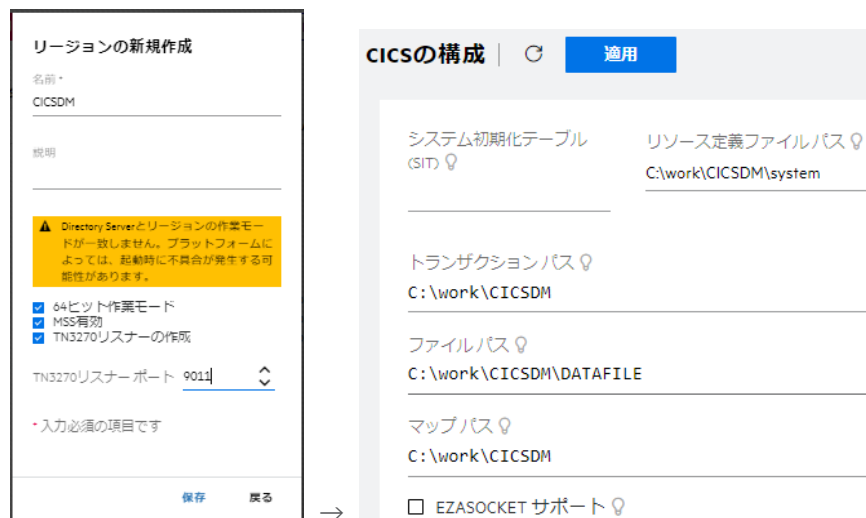 リージョンの新規作成
名前*
CICSDM
説明
Directory Serverとリージョンの作業モー
ドが一致しません。プラットフォームに
よっては、起動時に不具合が発生する可
能性があります。
64ビット作業モード
MSS有効
TN3270リスナーの作成
TN3270リスナー ポート 9011
*入力必須の項目です
保存 戻る
→
CICSの構成 適用
システム初期化テーブル
(SIT)
リソース定義ファイル パス
C:\work\CICSDM\system
トランザクション パス
C:\work\CICSDM
ファイル パス
C:\work\CICSDM\DATAFILE
マップ パス
C:\work\CICSDM
EZASOCKET サポート